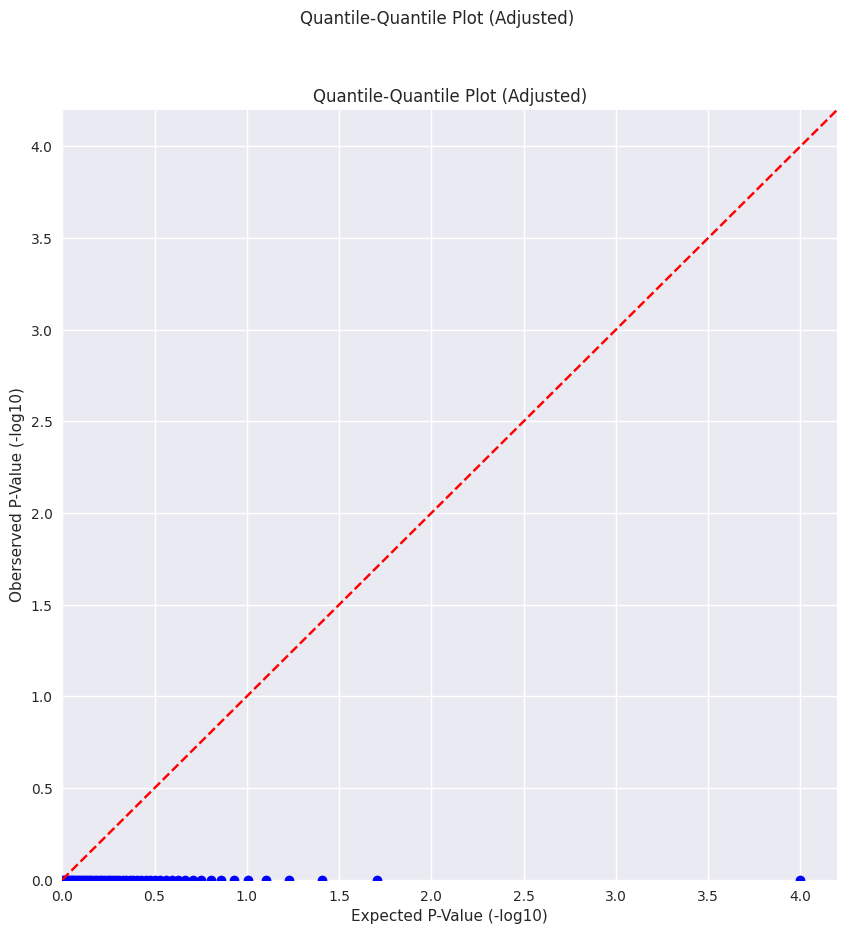 Quantile-Quantile Plot (Adjusted)
Quantile-Quantile Plot (Adjusted)
4.0
3.5
3.0
2.5
2.0
1.5
1.0
0.5
0.0
Oberserved P-Value (-log10)
0.0 0.5 1.0 1.5 2.0 2.5 3.0 3.5 4.0
Expected P-Value (-log10)